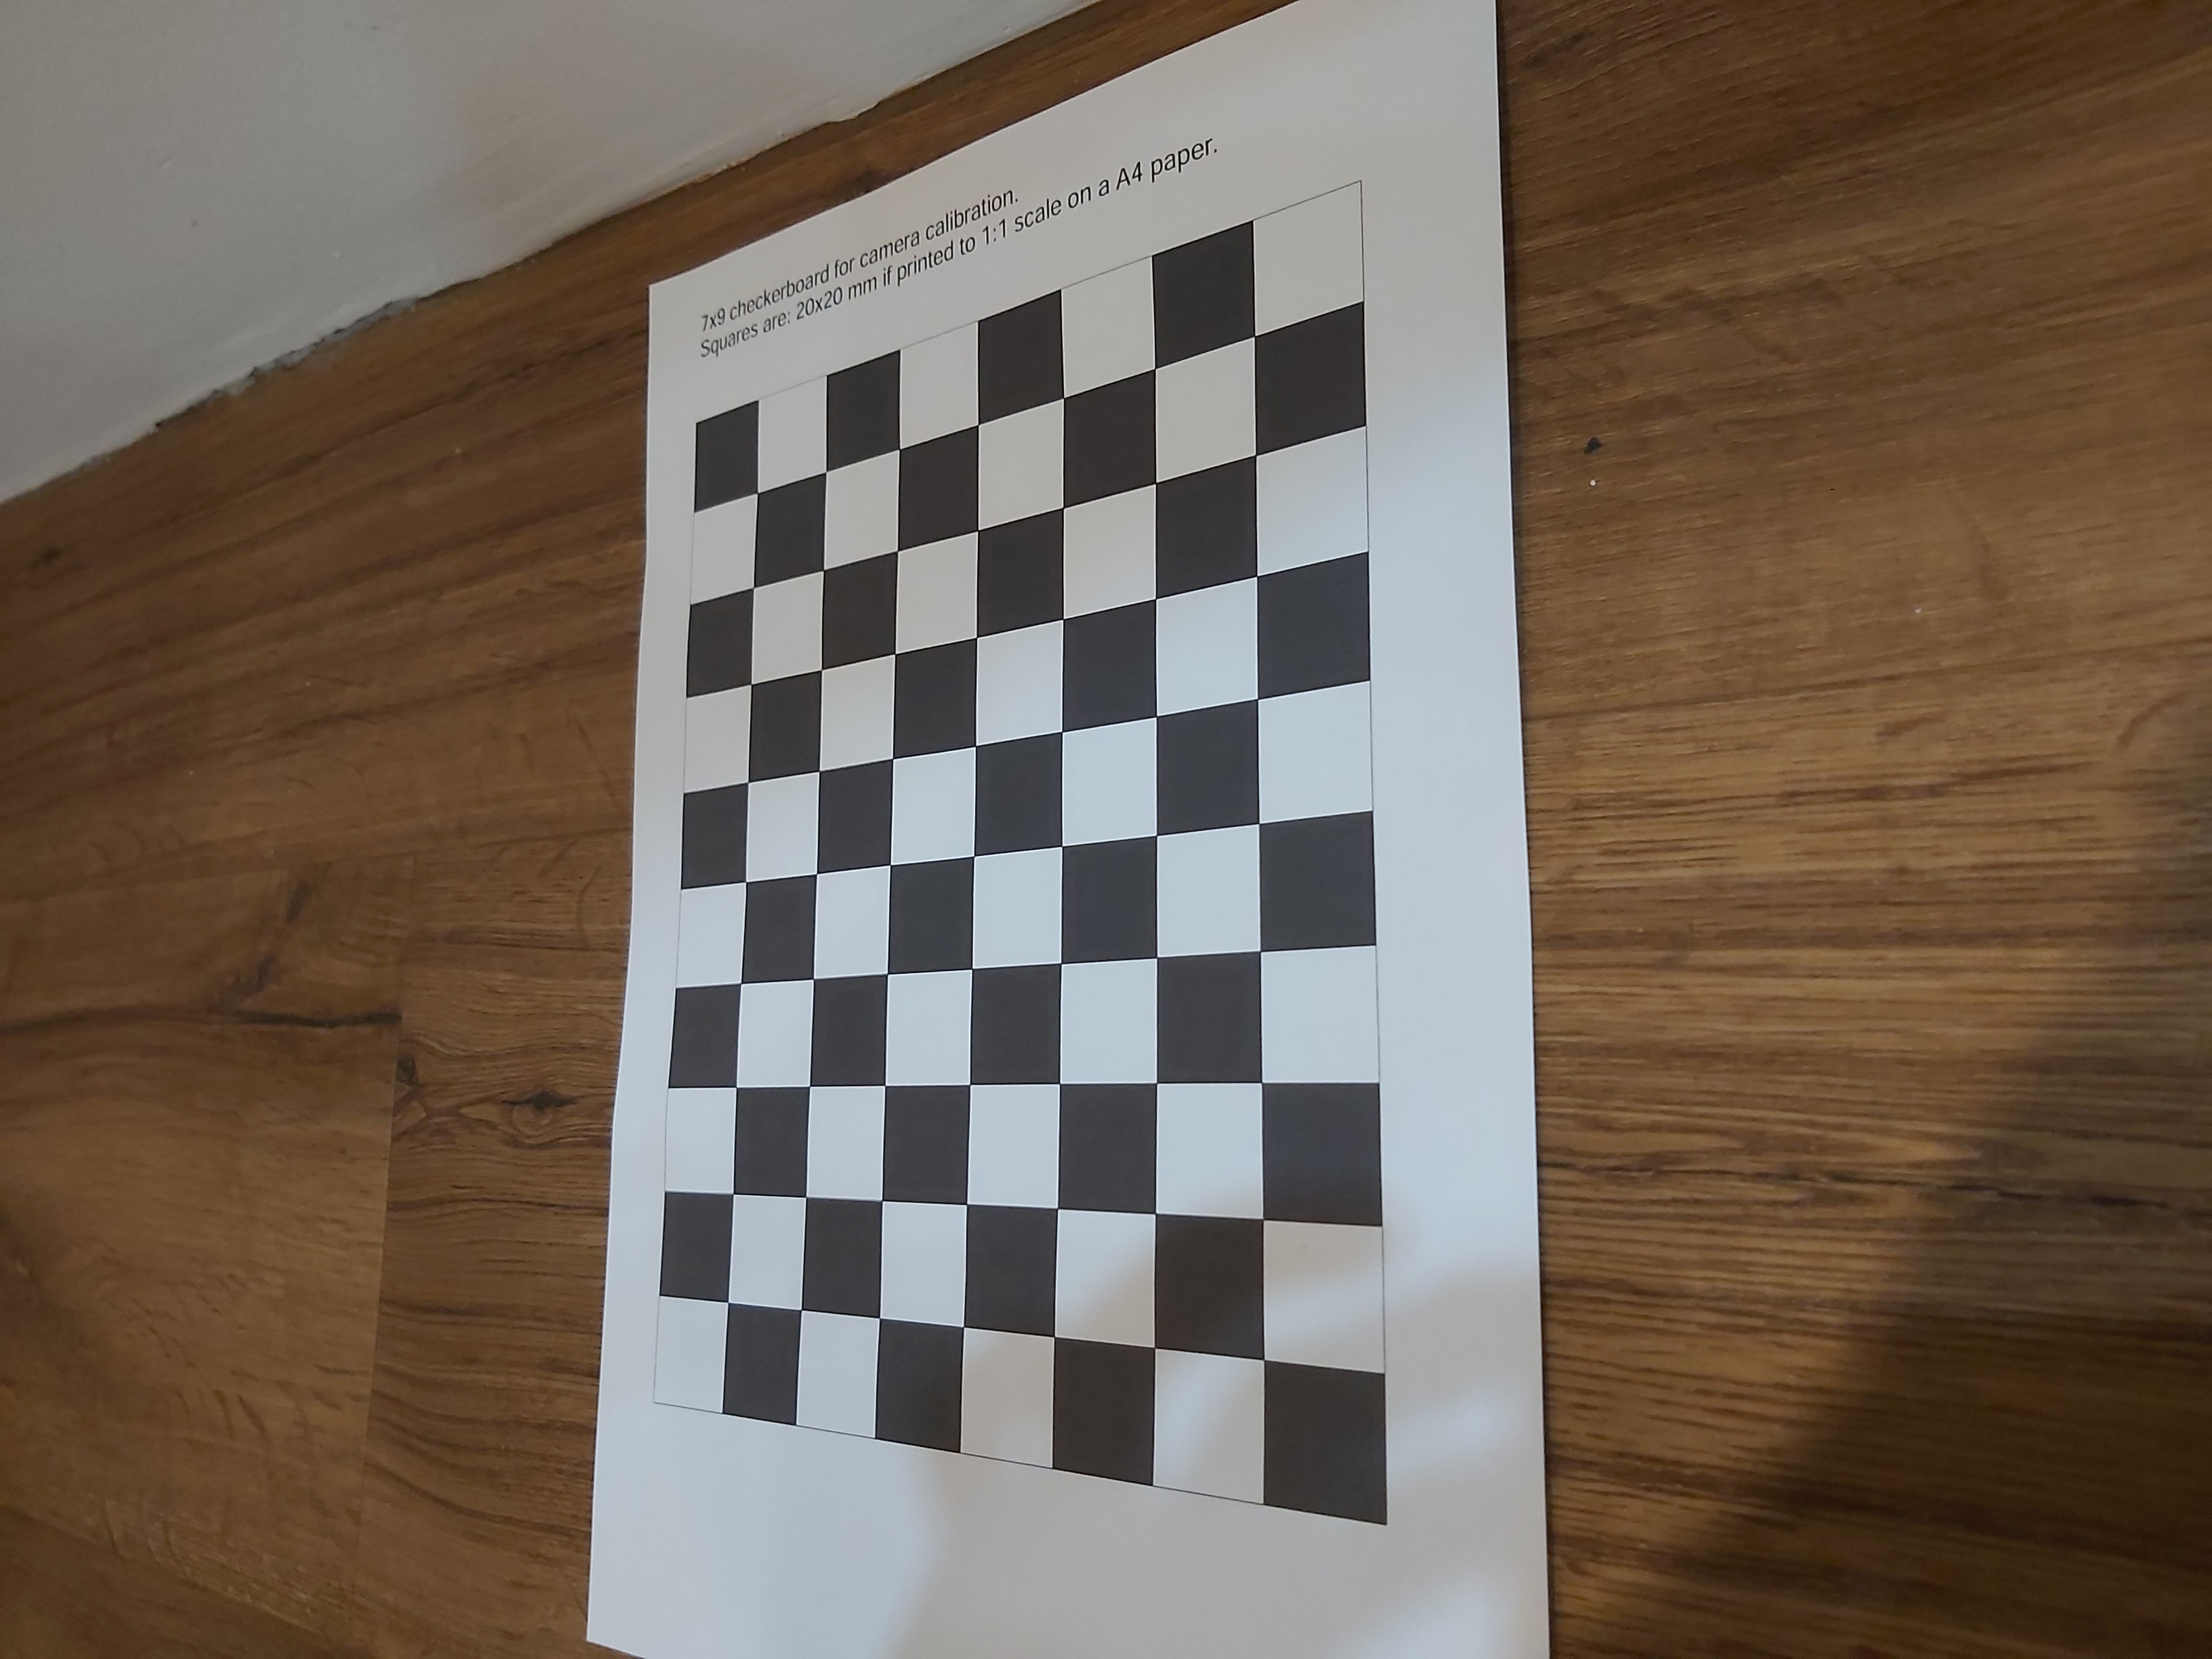 7x9 checkerboard for camera calibration.
Squares are: 20x20 mm if printed to 1:1 scale on a A4 paper.